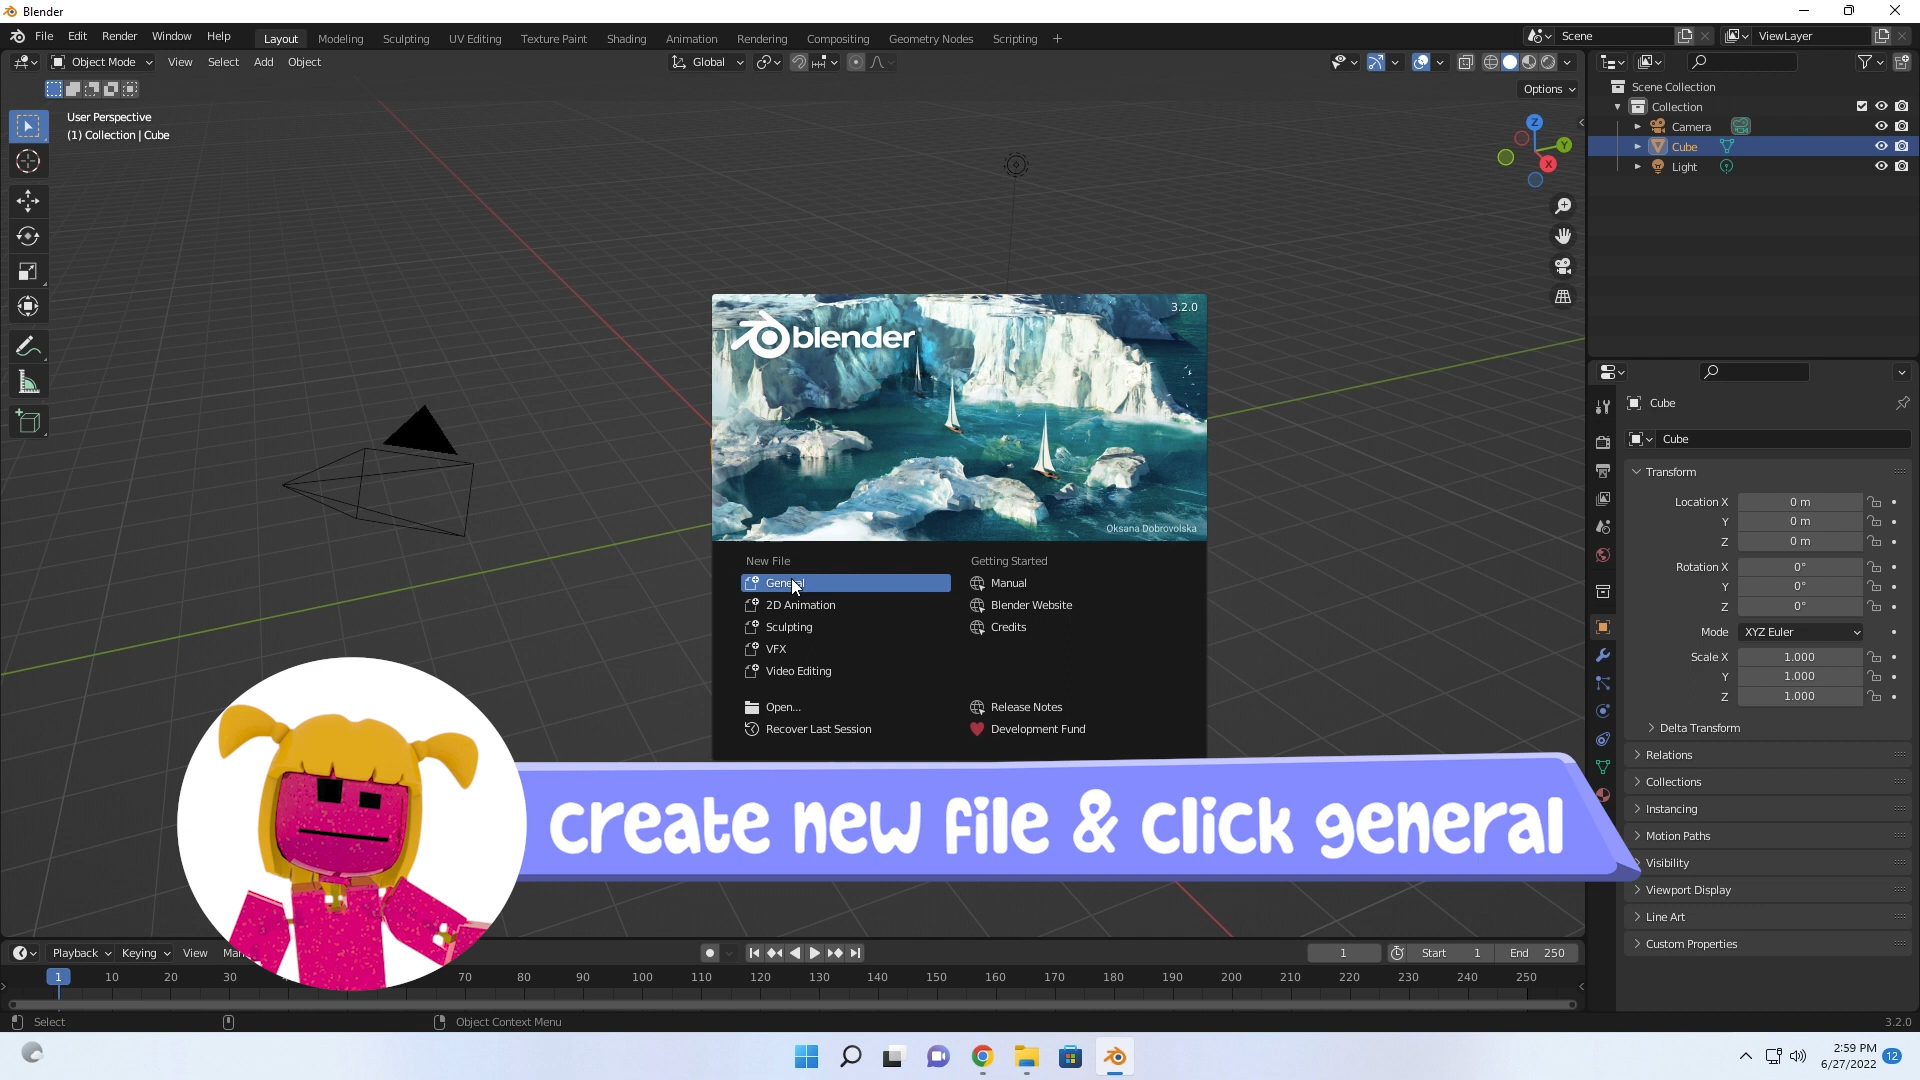 Blender
File Edit Render Window Help Layout Modeling Sculpting UV Editing Texture Paint Shading Animation Rendering Compositing Geometry Nodes Scripting + Scene ViewLayer
Object Mode View Select Add Object Global
Options
User Perspective
(1) Collection | Cube
Z
Y
X
Scene Collection
Collection
Camera
Cube
Light
3.2.0
blender
Oksana Dobrovolska
New File
General
2D Animation
Sculpting
VFX
Video Editing
Open...
Recover Last Session
Getting Started
Manual
Blender Website
Credits
Release Notes
Development Fund
Cube
Cube
Transform
Location X 0 m
Y 0 m
Z 0 m
Rotation X 0°
Y 0°
Z 0°
Mode XYZ Euler
Scale X 1.000
Y 1.000
Z 1.000
Delta Transform
Relations
Collections
Instancing
Motion Paths
Visibility
Viewport Display
Line Art
Custom Properties
create new file & click general
Playback Keying View 1 Start 1 End 250
1 10 20 30 70 80 90 100 110 120 130 140 150 160 170 180 190 200 210 220 230 240 250
Select Object Context Menu 3.2.0
2:59 PM
6/27/2022
12